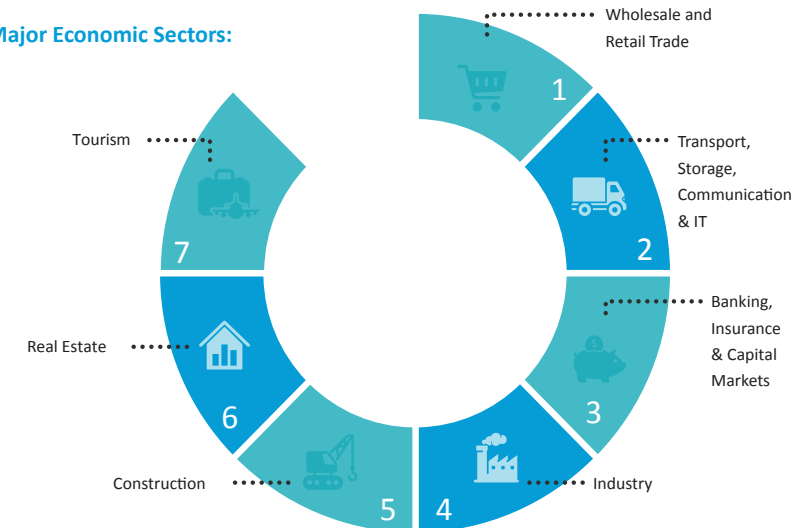 Major Economic Sectors:
Wholesale and
Retail Trade
1
Transport,
Storage,
Communication
& IT
2
Banking,
Insurance
& Capital
Markets
3
Industry
4
Construction
5
Real Estate
6
Tourism
7
$